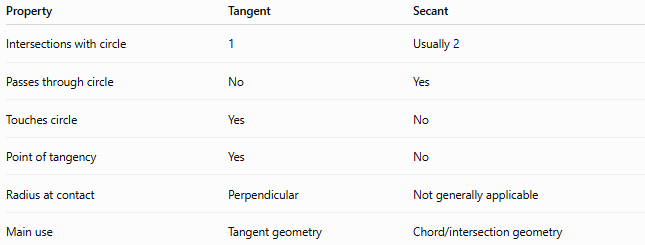 Property Tangent Secant
Intersections with circle 1 Usually 2
Passes through circle No Yes
Touches circle Yes No
Point of tangency Yes No
Radius at contact Perpendicular Not generally applicable
Main use Tangent geometry Chord/intersection geometry